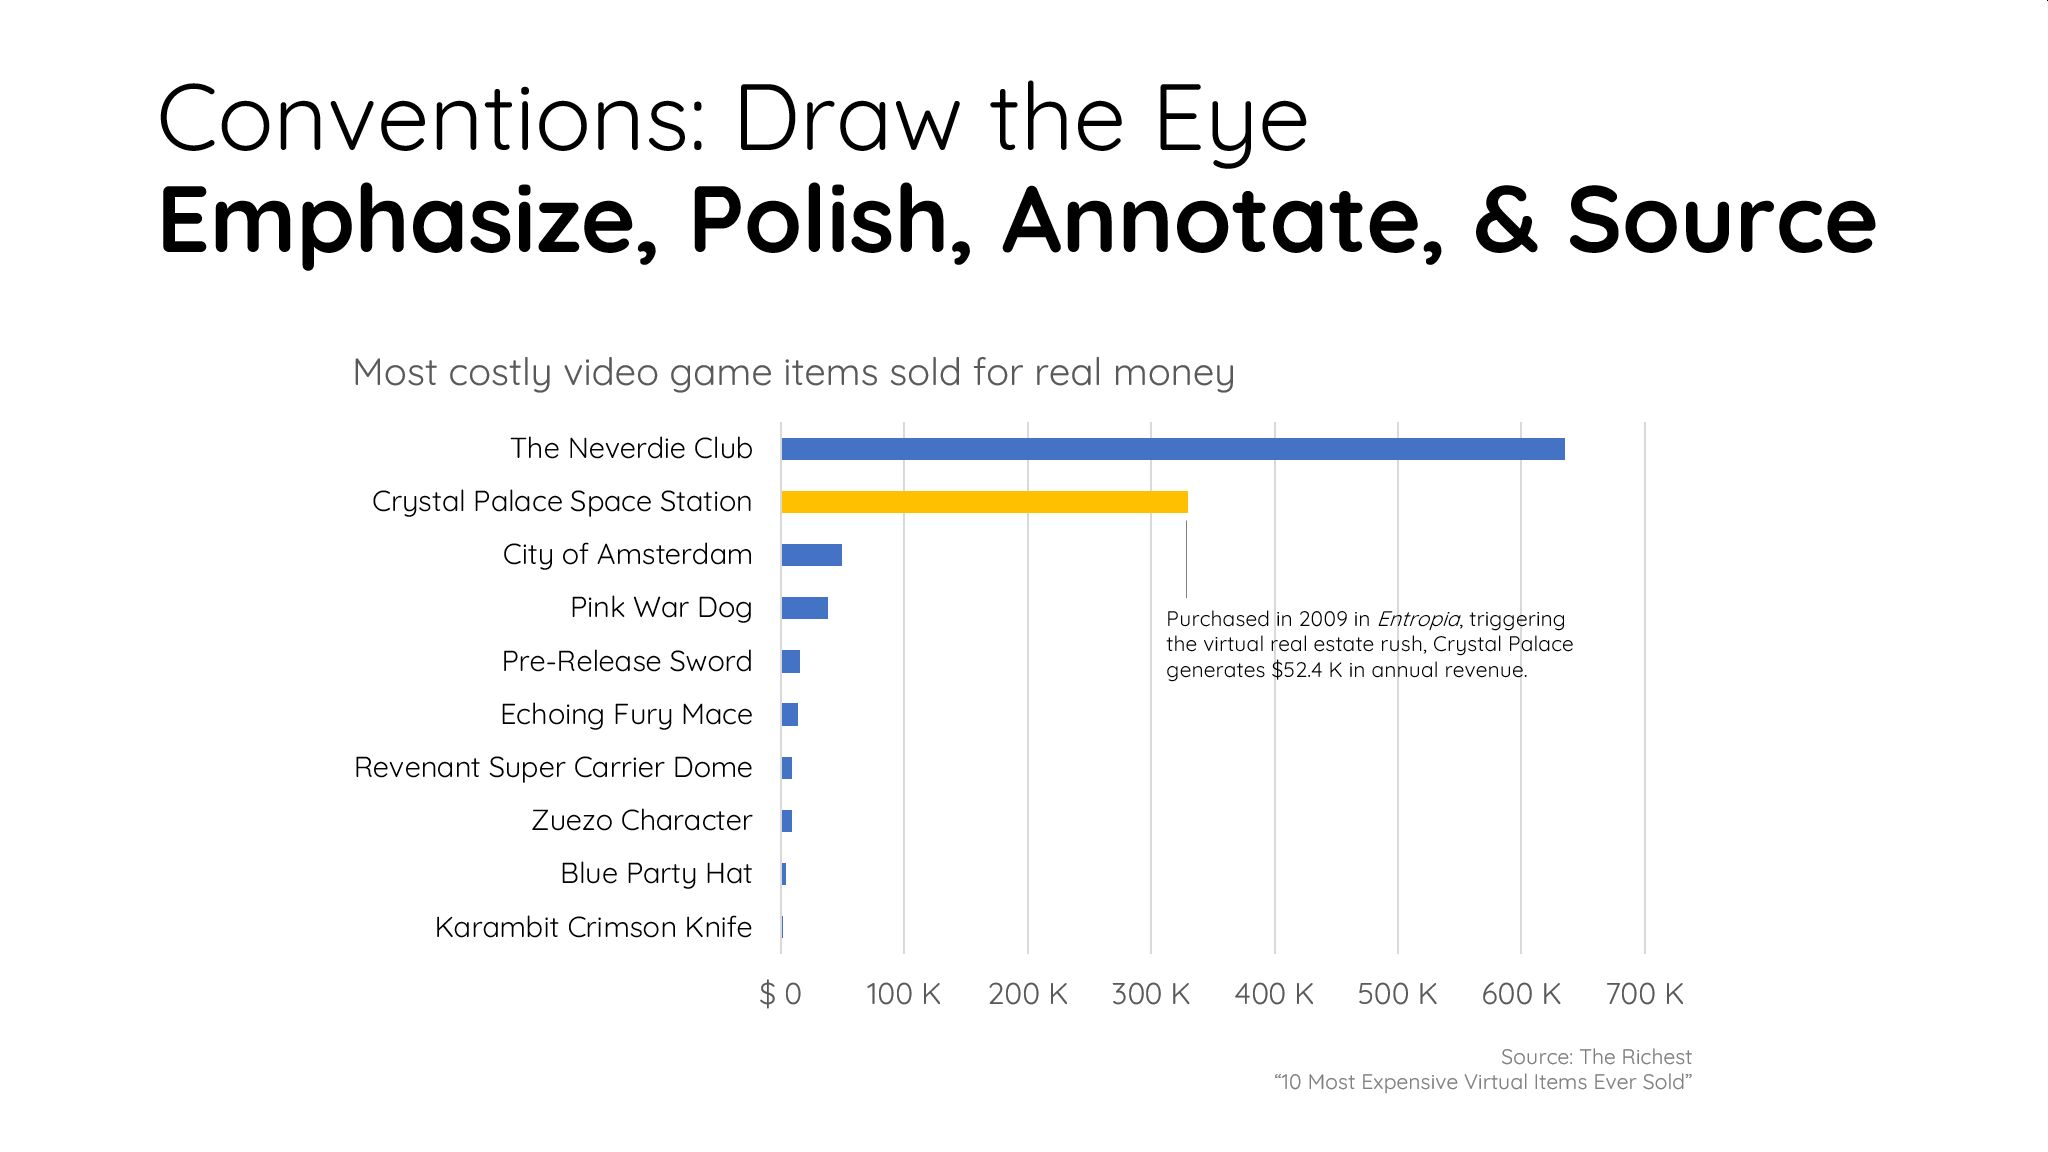 Conventions: Draw the Eye
Emphasize, Polish, Annotate, & Source
Most costly video game items sold for real money
The Neverdie Club
Crystal Palace Space Station
City of Amsterdam
Pink War Dog
Purchased in 2009 in Entropia, triggering
the virtual real estate rush, Crystal Palace
generates $52.4 K in annual revenue.
Pre-Release Sword
Echoing Fury Mace
Revenant Super Carrier Dome
Zuezo Character
Blue Party Hat
Karambit Crimson Knife
$ 0 100 K 200 K 300 K 400 K 500 K 600 K 700 K
Source: The Richest
“10 Most Expensive Virtual Items Ever Sold”